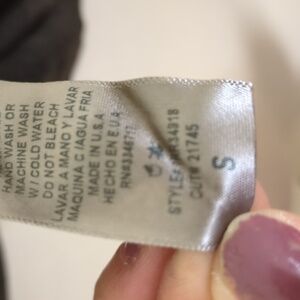 HAND WASH OR
MACHINE WASH
W/ COLD WATER
DO NOT BLEACH
LAVAR A MANO Y LAVAR
MAQUINA C IAGUA FRIA
MADE IN U.S.A
HECHO EN E.U.A
STYLE#
CUT# 21745
S